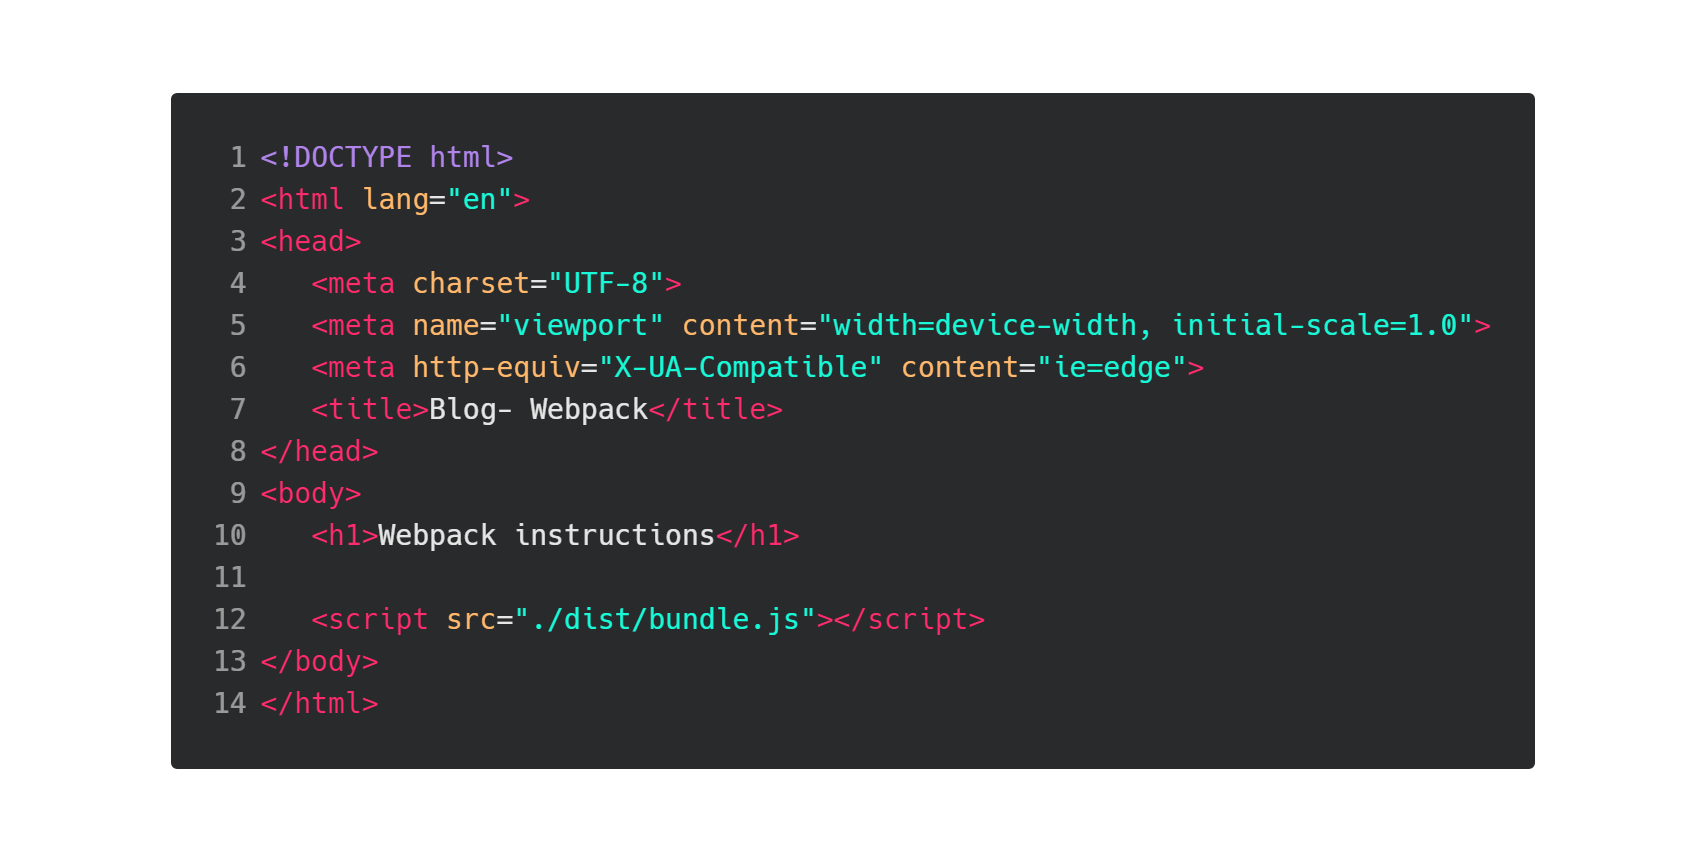 1 <!DOCTYPE html>
2 <html lang="en">
3 <head>
4    <meta charset="UTF-8">
5    <meta name="viewport" content="width=device-width, initial-scale=1.0">
6    <meta http-equiv="X-UA-Compatible" content="ie=edge">
7    <title>Blog- Webpack</title>
8 </head>
9 <body>
10    <h1>Webpack instructions</h1>
11
12    <script src="./dist/bundle.js"></script>
13 </body>
14 </html>